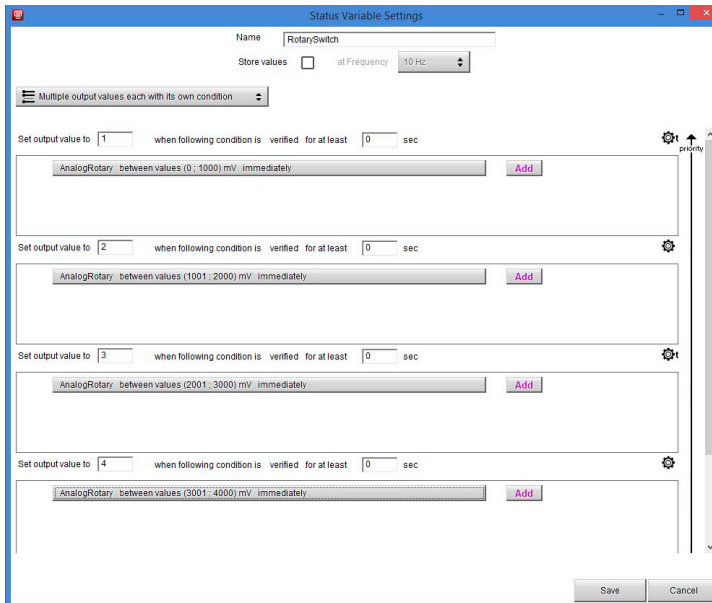 Status Variable Settings
Name RotarySwitch
Store values at Frequency 10 Hz
Multiple output values each with its own condition
Set output value to 1 when following condition is verified for at least 0 sec t
priority
AnalogRotary between values (0 ; 1000) mV immediately Add
Set output value to 2 when following condition is verified for at least 0 sec
AnalogRotary between values (1001 ; 2000) mV immediately Add
Set output value to 3 when following condition is verified for at least 0 sec t
AnalogRotary between values (2001 ; 3000) mV immediately Add
Set output value to 4 when following condition is verified for at least 0 sec
AnalogRotary between values (3001 ; 4000) mV immediately Add
Save Cancel